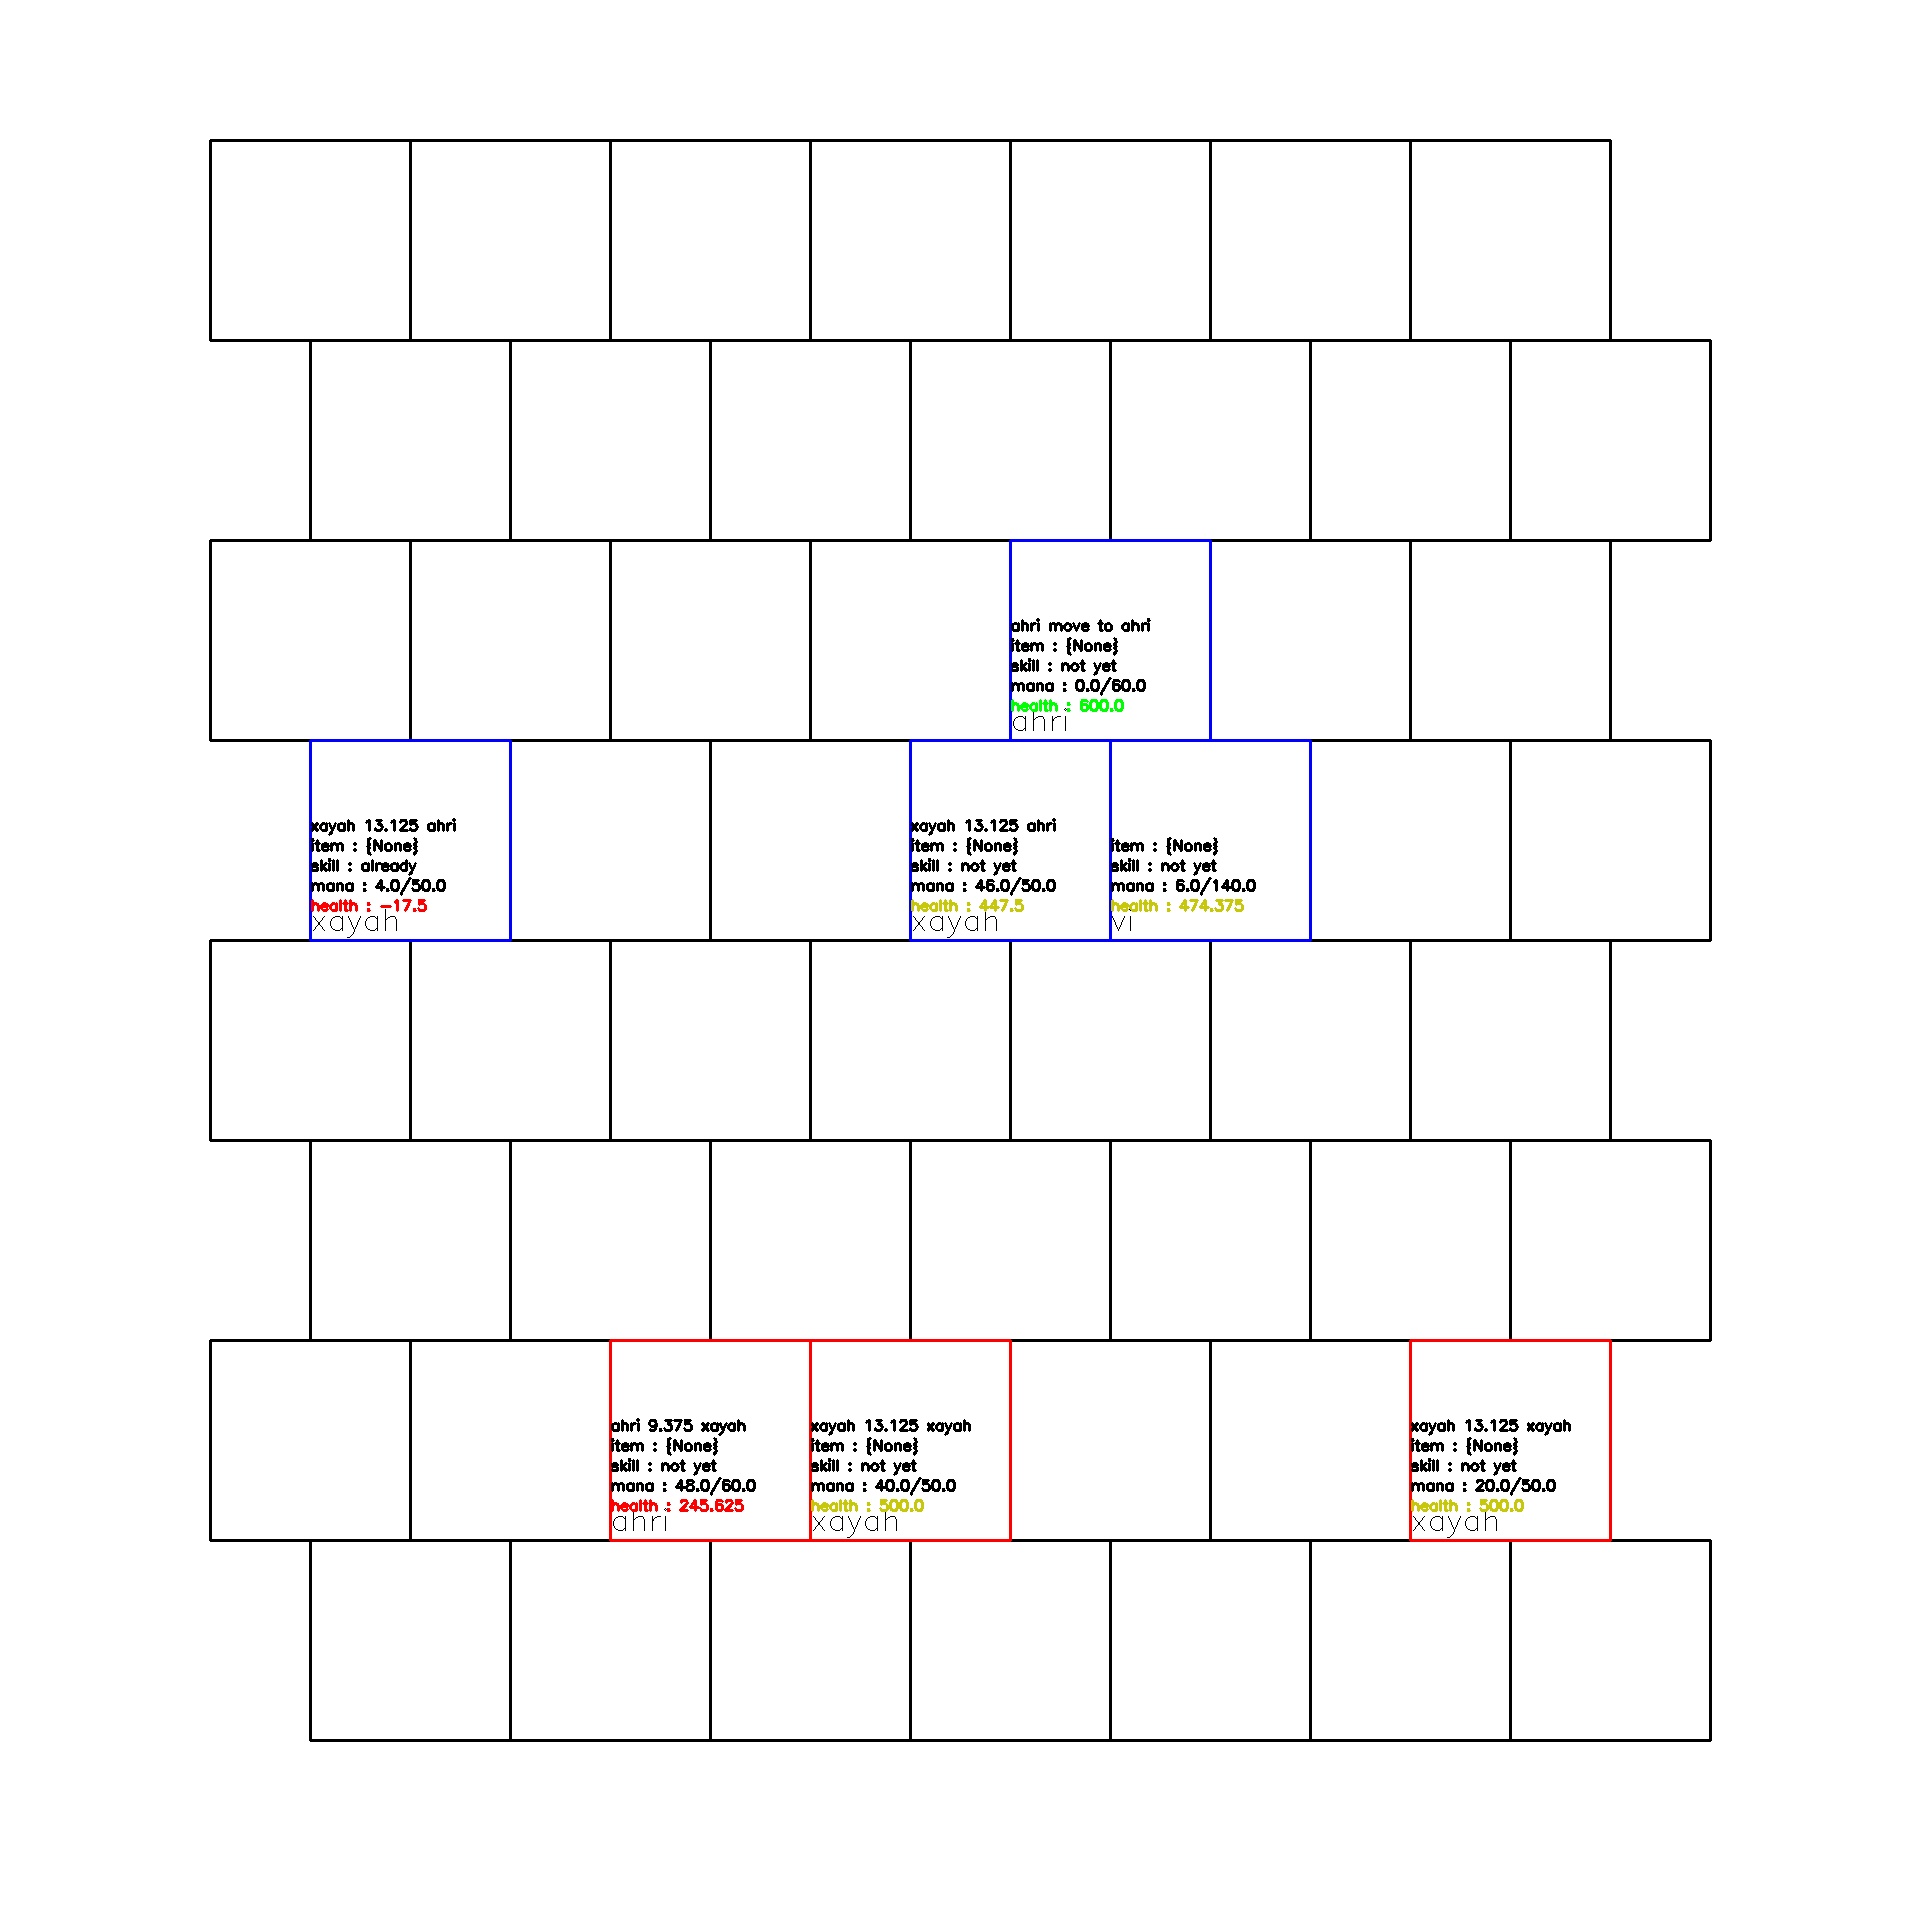 ahri move to ahri
item : {None}
skill : not yet
mana : 0.0/60.0
health : 600.0
ahri
xayah 13.125 ahri
item : {None}
skill : already
mana : 4.0/50.0
health : -17.5
xayah
xayah 13.125 ahri
item : {None}
skill : not yet
mana : 46.0/50.0
health : 447.5
xayah
item : {None}
skill : not yet
mana : 6.0/140.0
health : 474.375
vi
ahri 9.375 xayah
item : {None}
skill : not yet
mana : 48.0/60.0
health : 245.625
ahri
xayah 13.125 xayah
item : {None}
skill : not yet
mana : 40.0/50.0
health : 500.0
xayah
xayah 13.125 xayah
item : {None}
skill : not yet
mana : 20.0/50.0
health : 500.0
xayah